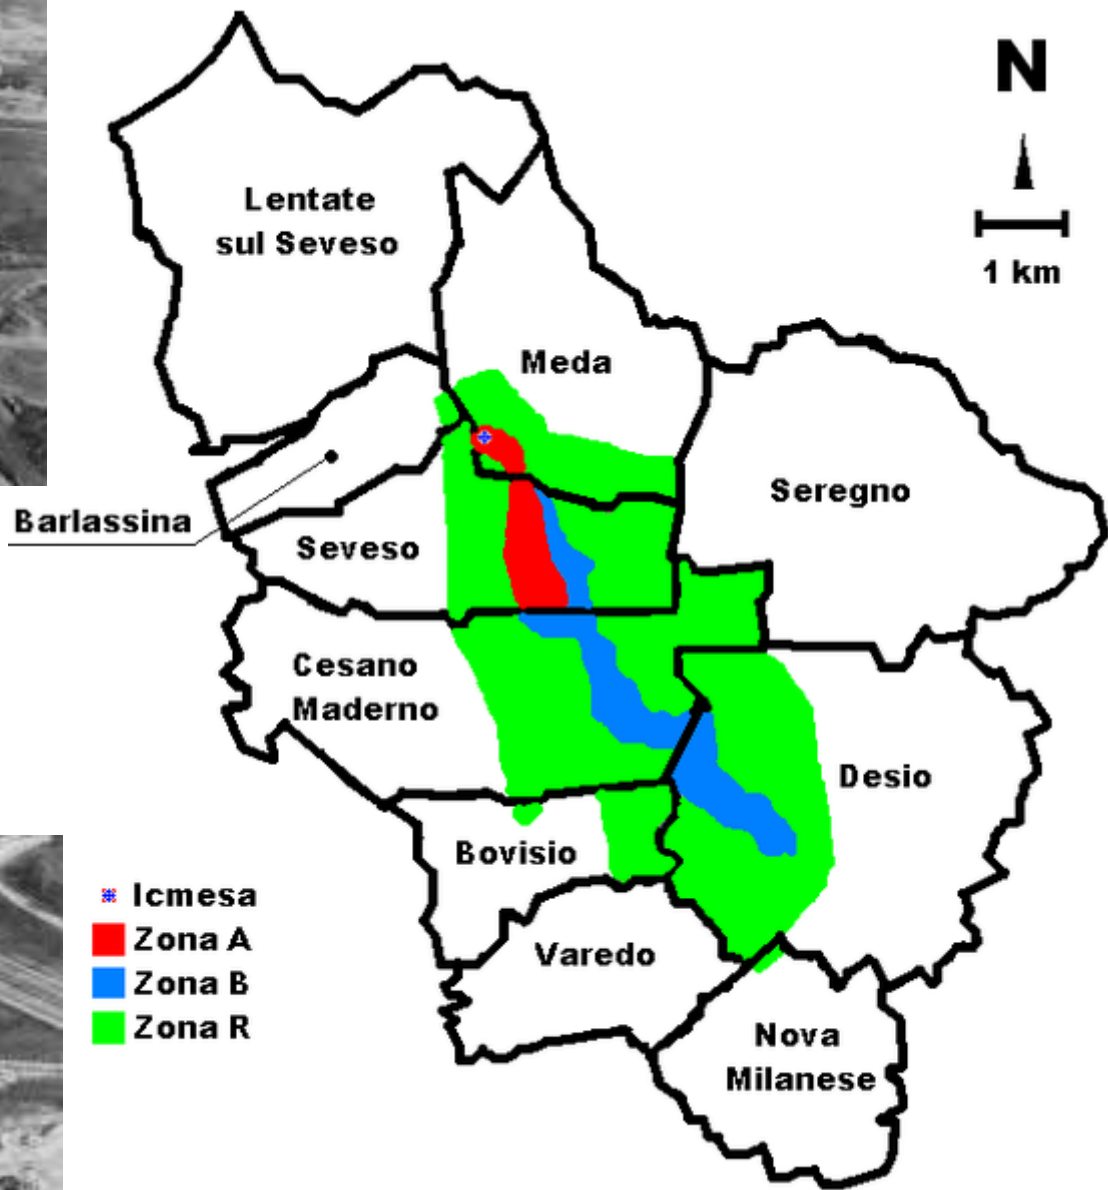 N
1 km
Lentate
sul Seveso
Meda
Seregno
Barlassina
Seveso
Cesano
Maderno
Desio
Bovisio
Varedo
Nova
Milanese
Icmesa
Zona A
Zona B
Zona R